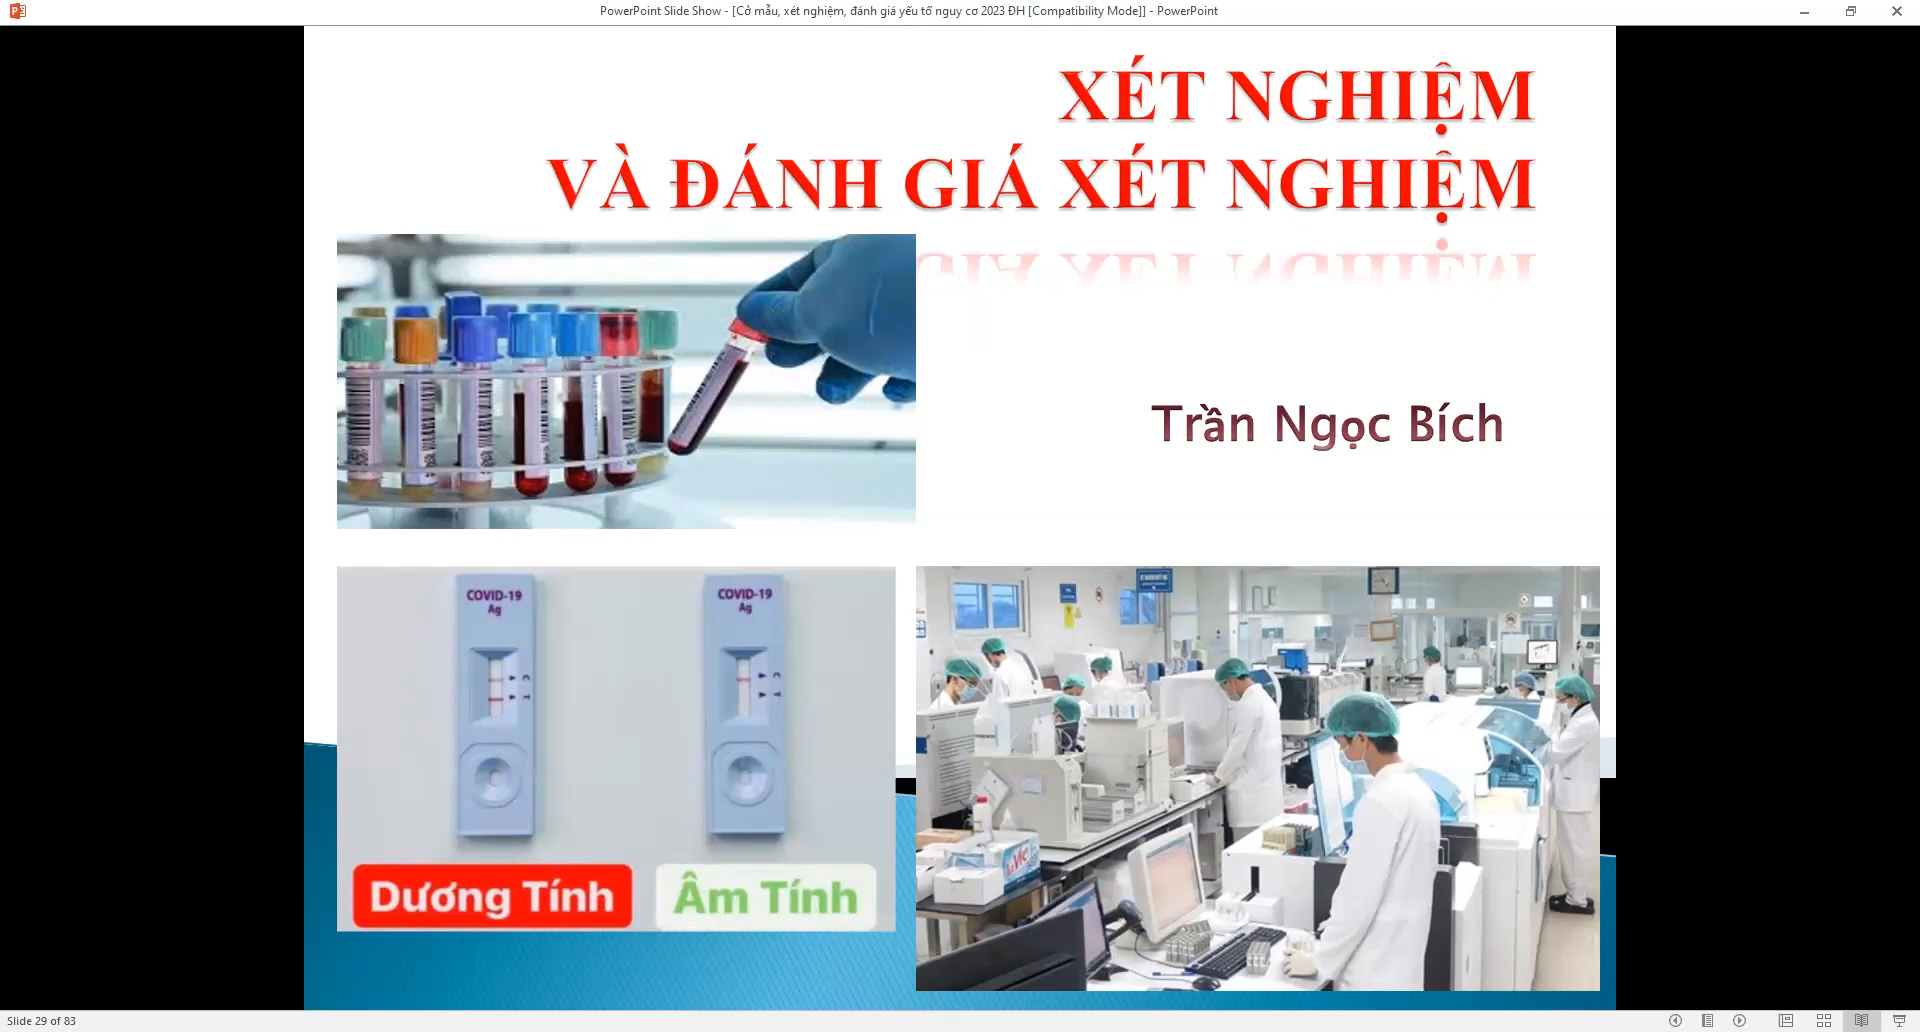 PowerPoint Slide Show - [Cở mẫu, xét nghiệm, đánh giá yếu tố nguy cơ 2023 ĐH [Compatibility Mode]] - PowerPoint
XÉT NGHIỆM
VÀ ĐÁNH GIÁ XÉT NGHIỆM
Trần Ngọc Bích
COVID-19
Ag
C
T
COVID-19
Ag
C
T
Dương Tính
Âm Tính
Slide 29 of 83